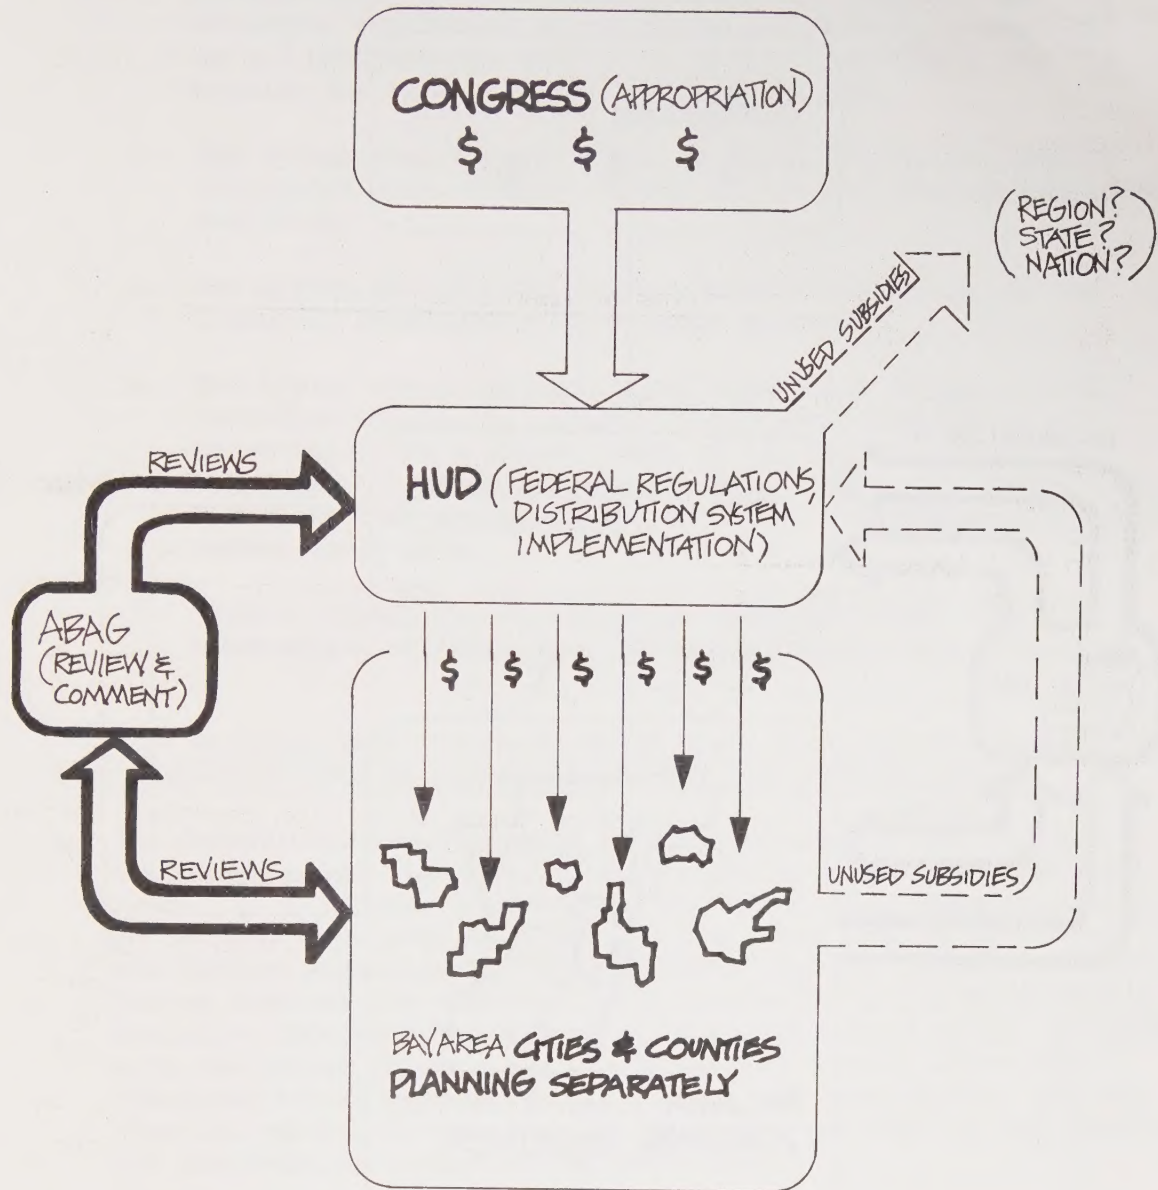 CONGRESS (APPROPRIATION)
$ $ $
(REGION?
STATE?
NATION?)
UNUSED SUBSIDIES
REVIEWS
HUD (FEDERAL REGULATIONS,
DISTRIBUTION SYSTEM
IMPLEMENTATION)
ABAG
(REVIEW &
COMMENT)
$ $ $ $ $ $
REVIEWS
UNUSED SUBSIDIES
BAY AREA CITIES & COUNTIES
PLANNING SEPARATELY